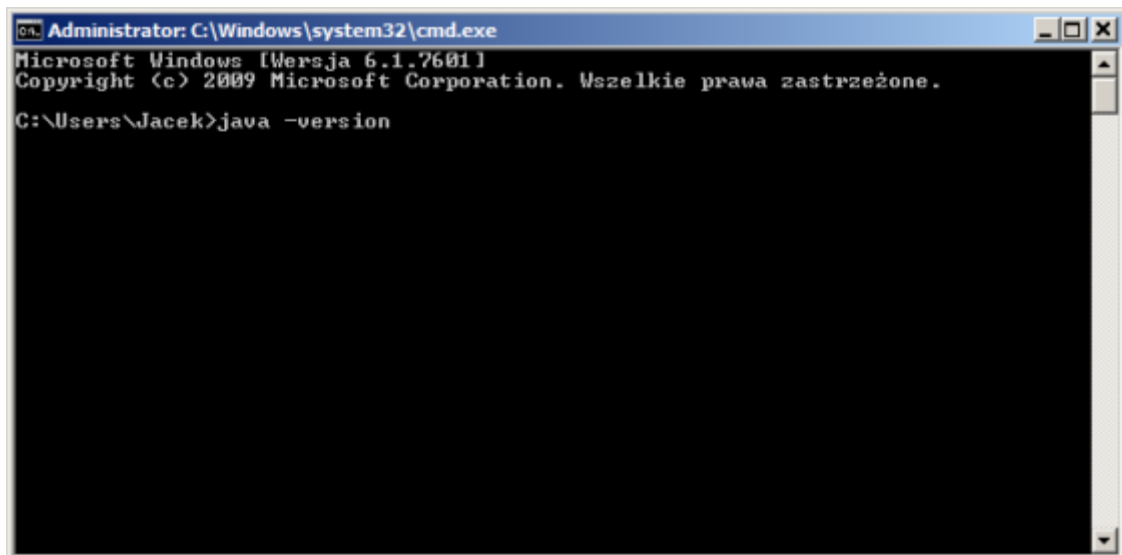 Administrator: C:\Windows\system32\cmd.exe
Microsoft Windows [Wersja 6.1.7601]
Copyright (c) 2009 Microsoft Corporation. Wszelkie prawa zastrzeżone.
C:\Users\Jacek>java -version